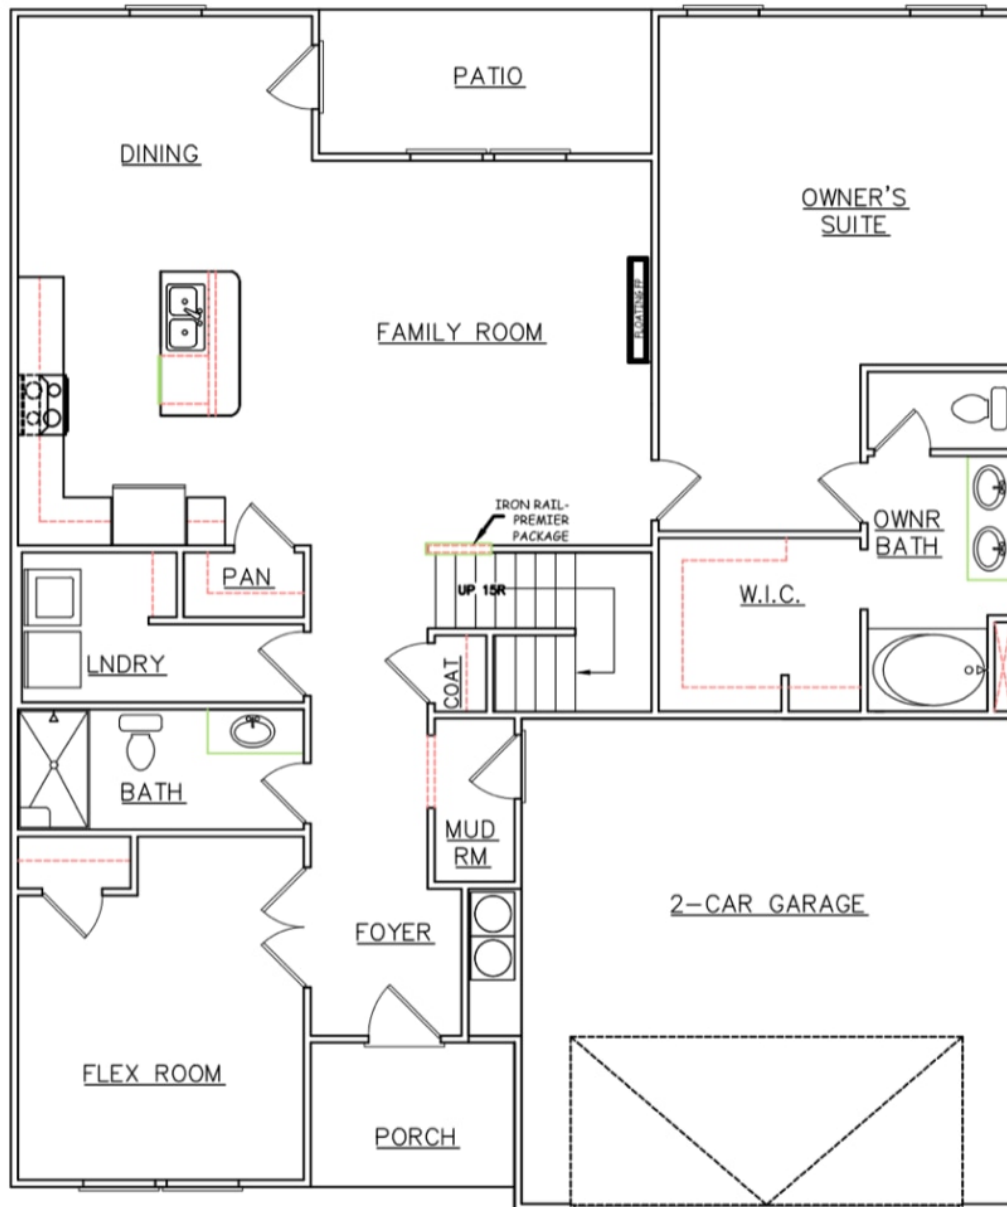 PATIO
DINING
OWNER'S
SUITE
FLOATING FP
FAMILY ROOM
IRON RAIL-
PREMIER
PACKAGE
OWNR
BATH
PAN
UP 15R
W.I.C.
LNDRY
COAT
BATH
MUD
RM
2-CAR GARAGE
FOYER
FLEX ROOM
PORCH